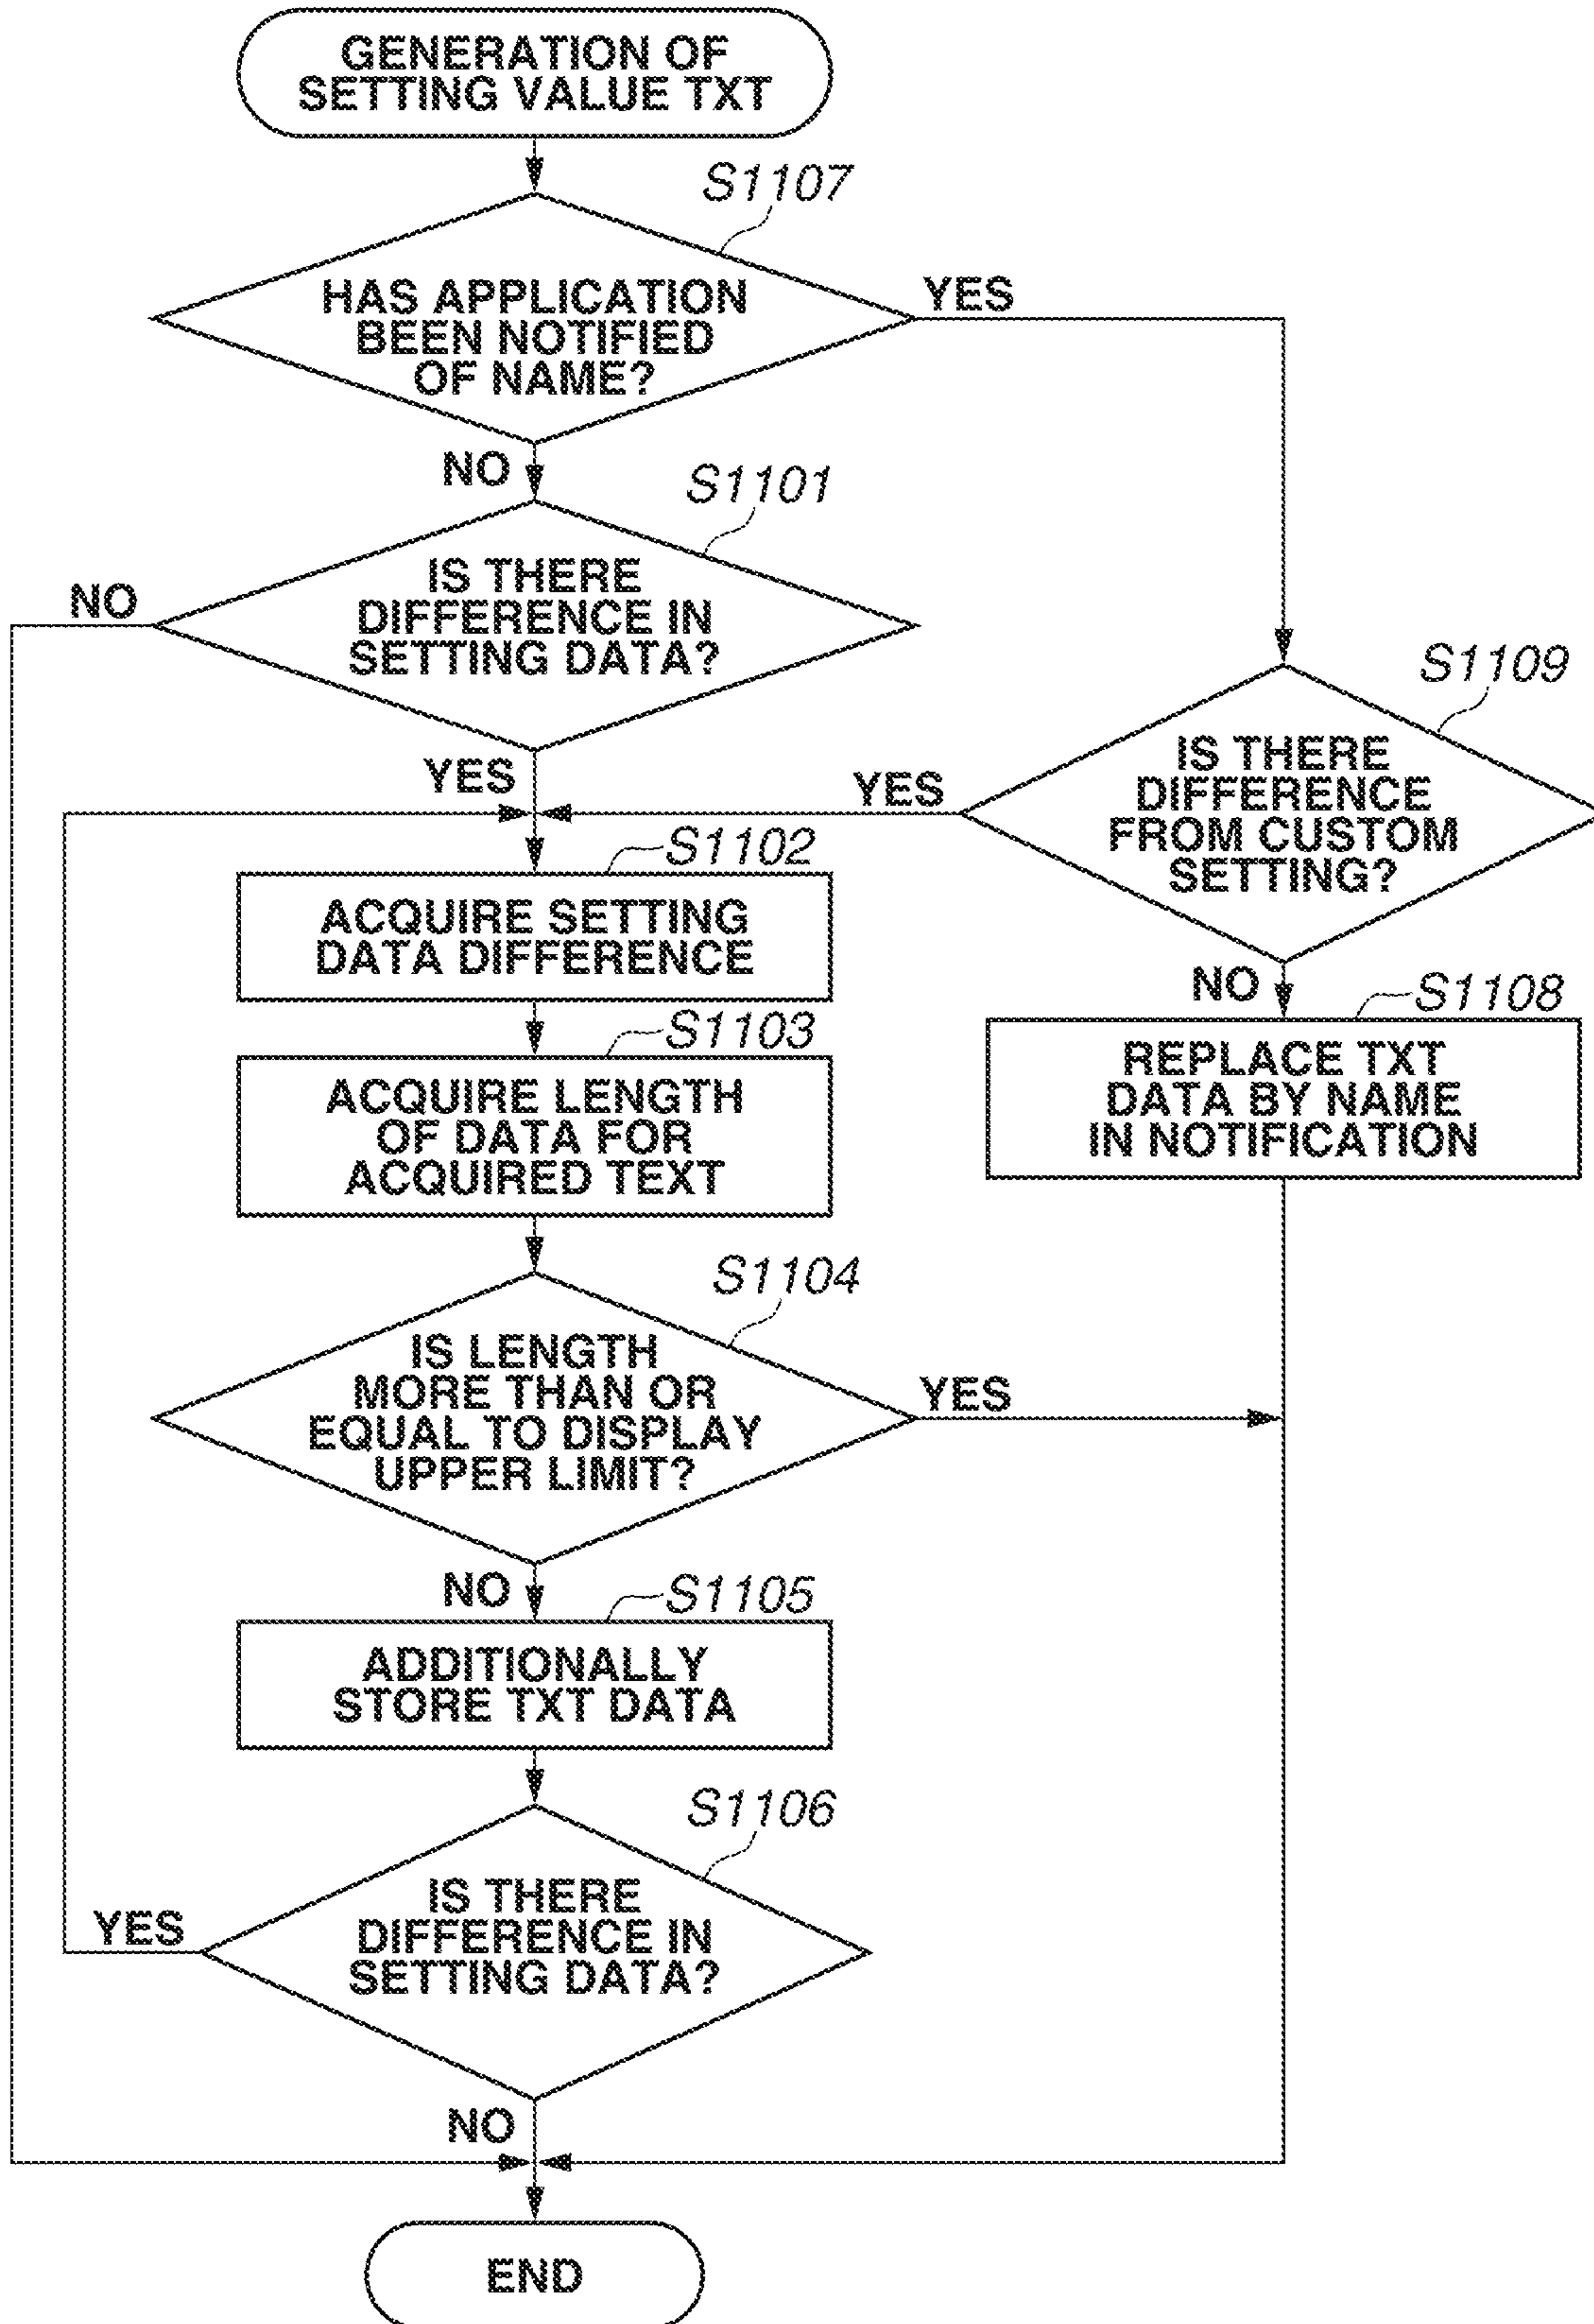 GENERATION OF
SETTING VALUE TXT
S1107
HAS APPLICATION
BEEN NOTIFIED
OF NAME?
YES
NO
S1101
IS THERE
DIFFERENCE IN
SETTING DATA?
NO
YES
S1109
IS THERE
DIFFERENCE
FROM CUSTOM
SETTING?
YES
NO
S1102
ACQUIRE SETTING
DATA DIFFERENCE
S1108
REPLACE TXT
DATA BY NAME
IN NOTIFICATION
S1103
ACQUIRE LENGTH
OF DATA FOR
ACQUIRED TEXT
S1104
IS LENGTH
MORE THAN OR
EQUAL TO DISPLAY
UPPER LIMIT?
YES
NO
S1105
ADDITIONALLY
STORE TXT DATA
S1106
IS THERE
DIFFERENCE IN
SETTING DATA?
YES
NO
END